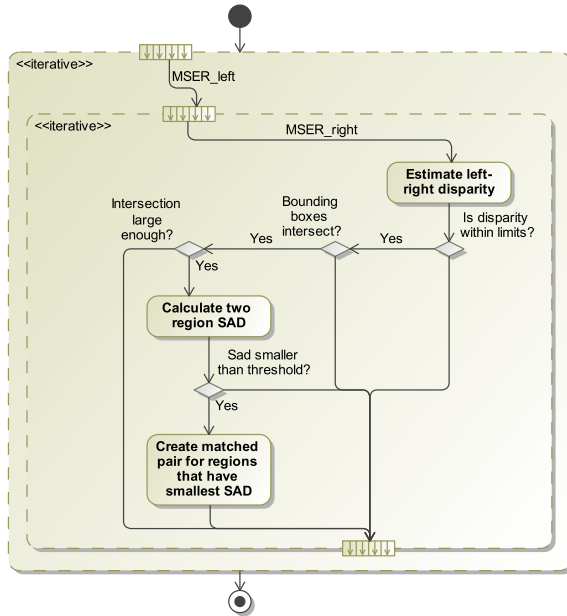 <<iterative>>
MSER_left
<<iterative>>
MSER_right
Estimate left-
right disparity
Is disparity
within limits?
Bounding
boxes
intersect?
Intersection
large
enough?
Yes
Yes
Yes
Calculate two
region SAD
Sad smaller
than threshold?
Yes
Create matched
pair for regions
that have
smallest SAD